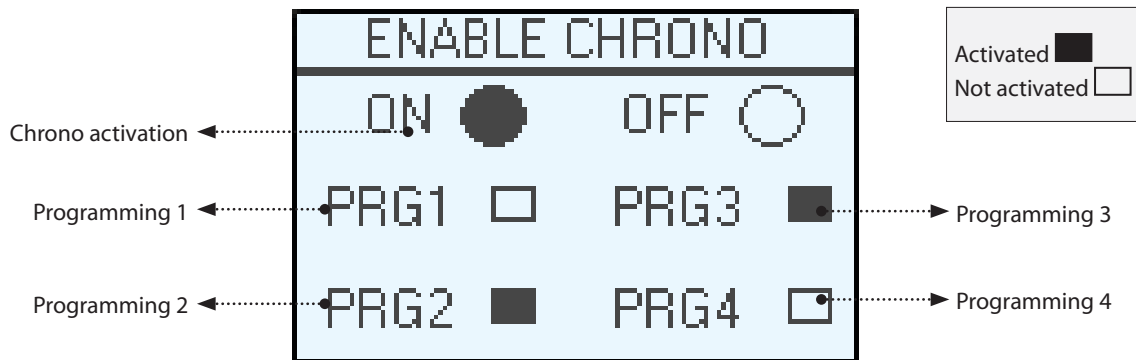 ENABLE CHRONO
Activated
Not activated
ON OFF
Chrono activation
PRG1 PRG3
Programming 1
Programming 3
PRG2 PRG4
Programming 2
Programming 4